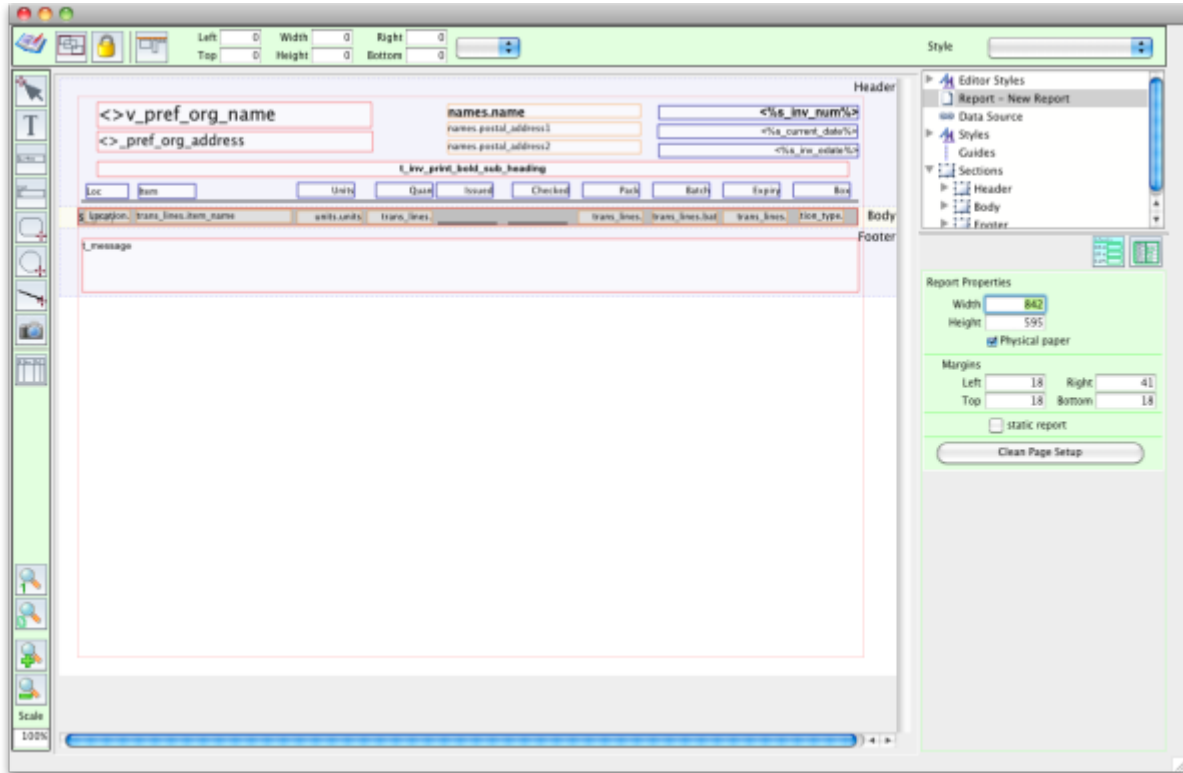 Left 0 Width 0 Right 0
Top 0 Height 0 Bottom 0
Style
T
Header
<>v_pref_org_name
<>_pref_org_address
names.name
names.postal_address1
names.postal_address2
<%s_inv_num%>
<%s_current_date%>
<%s_inv_odate%>
t_inv_print_bold_sub_heading
Loc Item Units Quan Issued Checked Pack Batch Expiry Box
Location. trans_lines.item_name units.units trans_lines. trans_lines. trans_lines.bat trans_lines. tion_type. Body
Footer
t_message
Editor Styles
Report - New Report
Data Source
Styles
Guides
Sections
Header
Body
Footer
Report Properties
Width 842
Height 595
Physical paper
Margins
Left 18 Right 41
Top 18 Bottom 18
static report
Clean Page Setup
Scale
100%